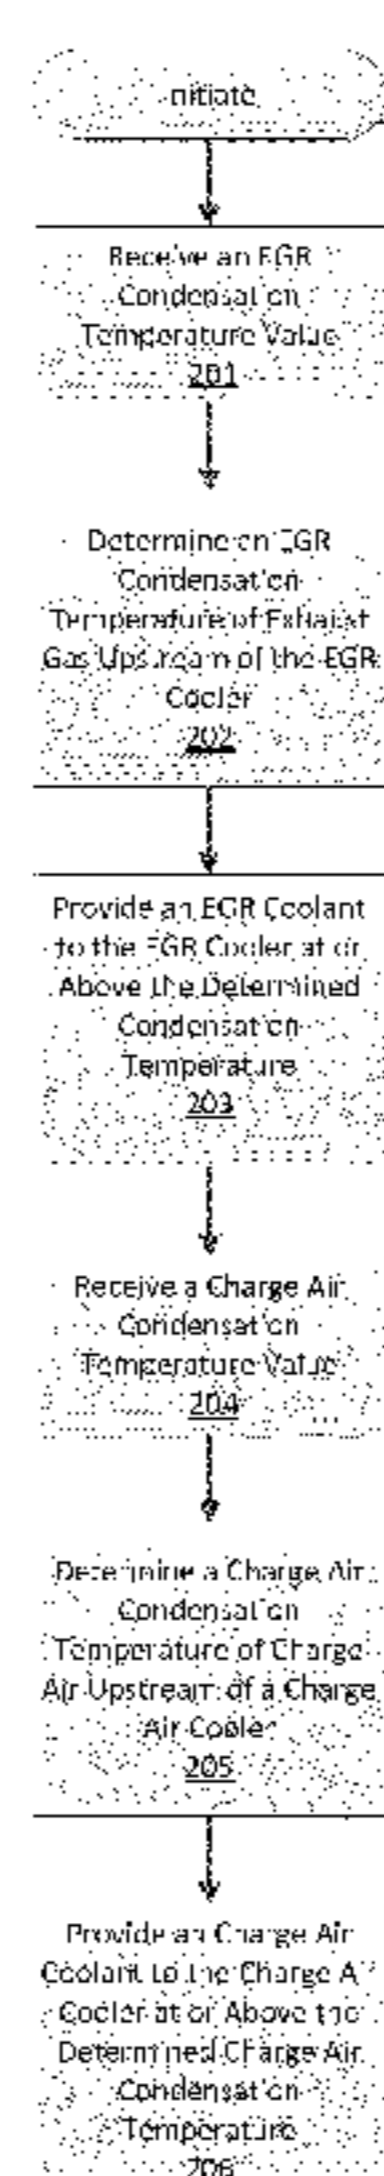 nitiate
Receive an EGR
Condensation
Temperature Value
201
Determine an EGR
Condensation
Temperature of Exhaust
Gas Upstream of the EGR
Cooler
202
Provide an EGR Coolant
to the EGR Cooler at or
Above the Determined
Condensation
Temperature
203
Receive a Charge Air
Condensation
Temperature Value
204
Determine a Charge Air
Condensation
Temperature of Charge
Air Upstream of a Charge
Air Cooler
205
Provide an Charge Air
Coolant to the Charge A
Cooler at or Above the
Determined Charge Air
Condensation
Temperature
206